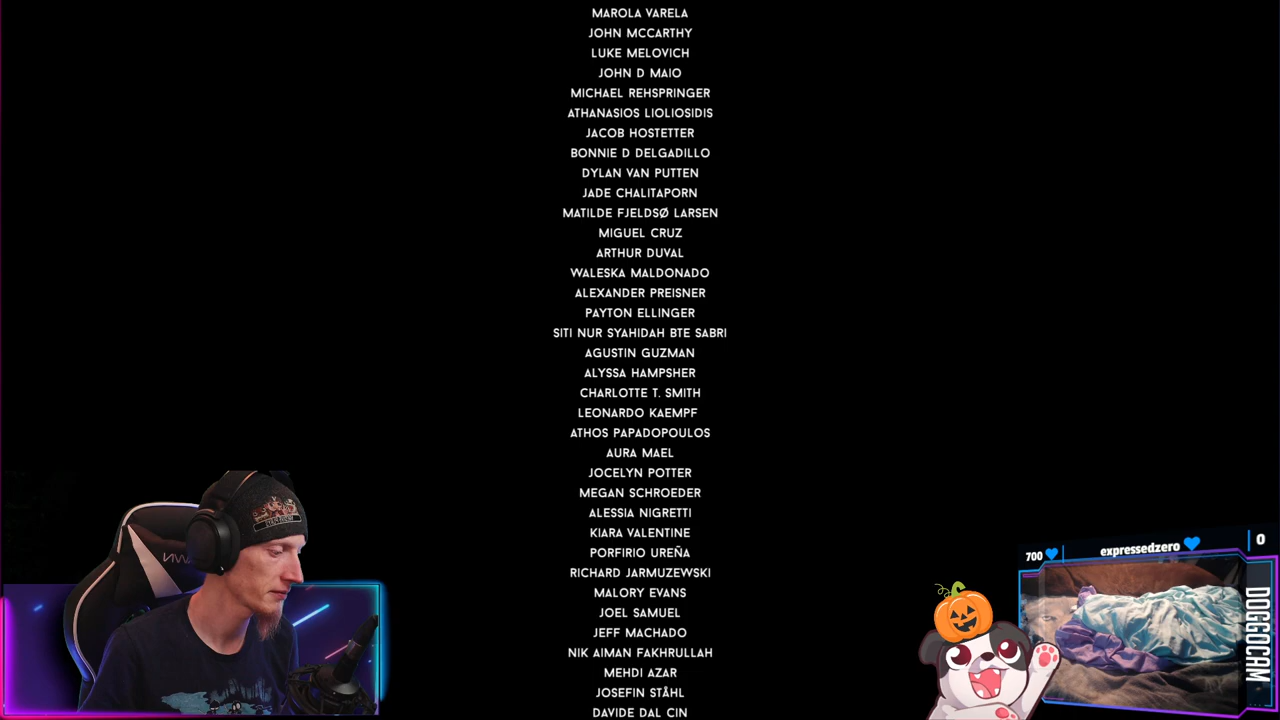 MAROLA VARELA
JOHN MCCARTHY
LUKE MELOVICH
JOHN D MAIO
MICHAEL REHSPRINGER
ATHANASIOS LIOLIOSIDIS
JACOB HOSTETTER
BONNIE D DELGADILLO
DYLAN VAN PUTTEN
JADE CHALITAPORN
MATILDE FJELDSØ LARSEN
MIGUEL CRUZ
ARTHUR DUVAL
WALESKA MALDONADO
ALEXANDER PREISNER
PAYTON ELLINGER
SITI NUR SYAHIDAH BTE SABRI
AGUSTIN GUZMAN
ALYSSA HAMPSHER
CHARLOTTE T. SMITH
LEONARDO KAEMPF
ATHOS PAPADOPOULOS
AURA MAEL
JOCELYN POTTER
MEGAN SCHROEDER
ALESSIA NIGRETTI
KIARA VALENTINE
PORFIRIO UREÑA
RICHARD JARMUZEWSKI
MALORY EVANS
JOEL SAMUEL
JEFF MACHADO
NIK AIMAN FAKHRULLAH
MEHDI AZAR
JOSEFIN STÅHL
DAVIDE DAL CIN
700
expressedzero
0
DOGGOCAM